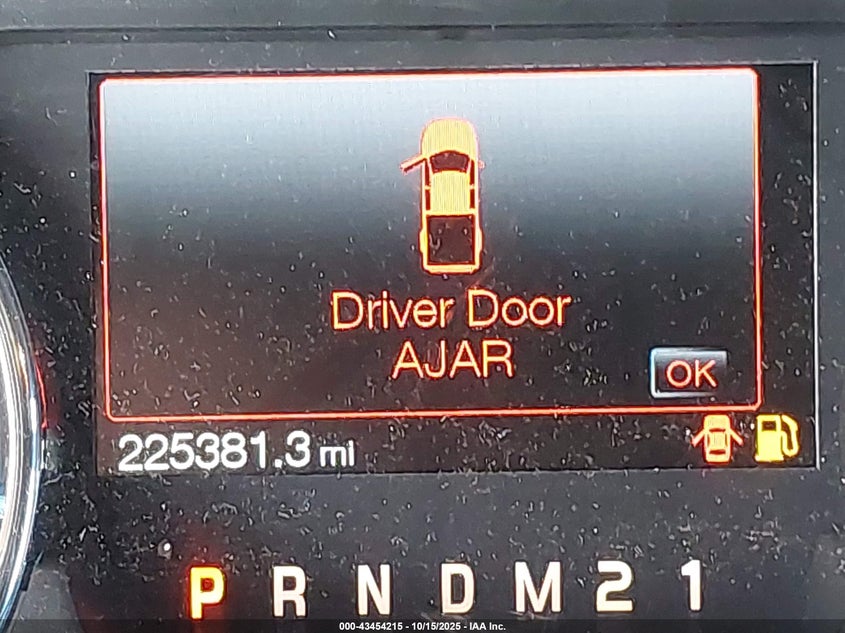 Driver Door
AJAR
OK
225381.3 mi
P R N D M 2 1
000-43454215 - 10/15/2025 - IAA Inc.